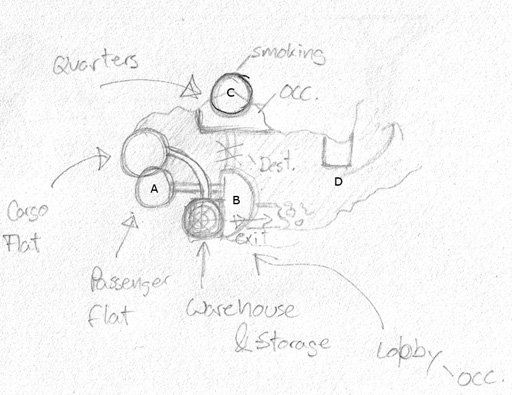 smoking
Quarters
C
OCC.
Dest.
D
A
B
Cargo
Flat
exit
Passenger
flat
Warehouse
& Storage
Lobby
OCC.